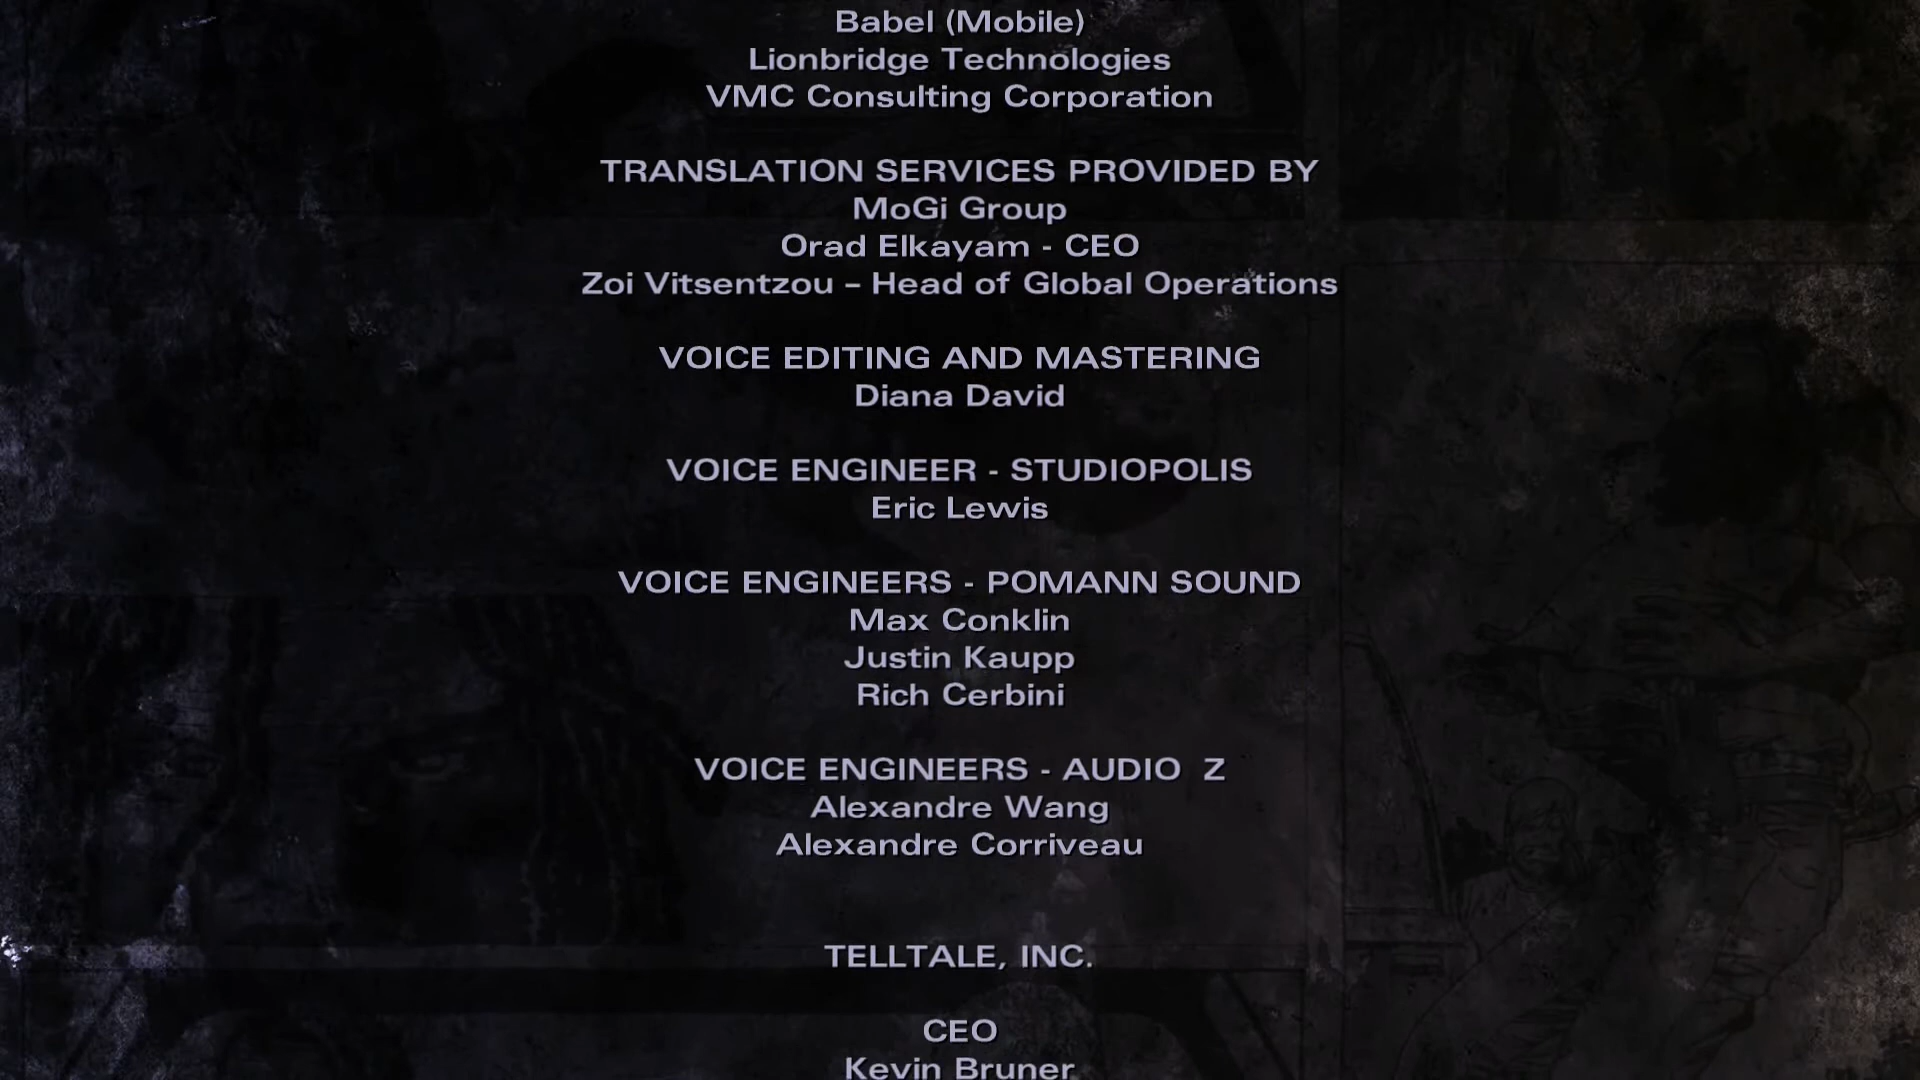 Babel (Mobile)
Lionbridge Technologies
VMC Consulting Corporation
TRANSLATION SERVICES PROVIDED BY
MoGi Group
Orad Elkayam - CEO
Zoi Vitsentzou – Head of Global Operations
VOICE EDITING AND MASTERING
Diana David
VOICE ENGINEER - STUDIOPOLIS
Eric Lewis
VOICE ENGINEERS - POMANN SOUND
Max Conklin
Justin Kaupp
Rich Cerbini
VOICE ENGINEERS - AUDIO  Z
Alexandre Wang
Alexandre Corriveau
TELLTALE, INC.
CEO
Kevin Bruner